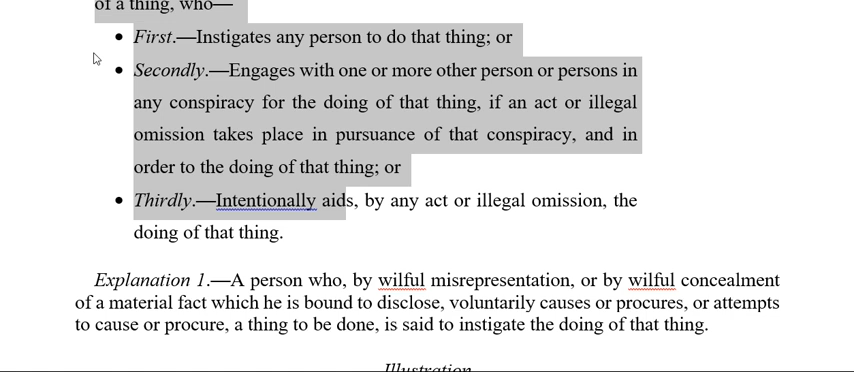 of a thing, who—
• First.—Instigates any person to do that thing; or
• Secondly.—Engages with one or more other person or persons in
any conspiracy for the doing of that thing, if an act or illegal
omission takes place in pursuance of that conspiracy, and in
order to the doing of that thing; or
• Thirdly.—Intentionally aids, by any act or illegal omission, the
doing of that thing.
Explanation 1.—A person who, by wilful misrepresentation, or by wilful concealment
of a material fact which he is bound to disclose, voluntarily causes or procures, or attempts
to cause or procure, a thing to be done, is said to instigate the doing of that thing.
Illustration